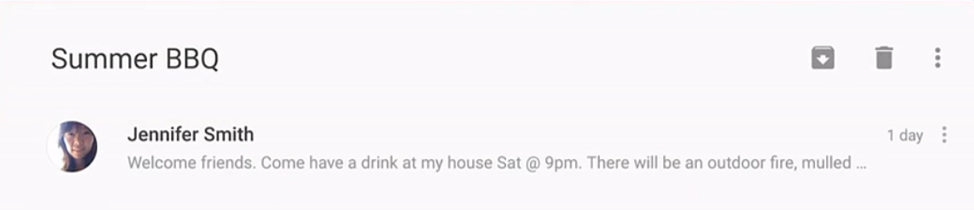 Summer BBQ
Jennifer Smith
1 day
Welcome friends. Come have a drink at my house Sat @ 9pm. There will be an outdoor fire, mulled ...